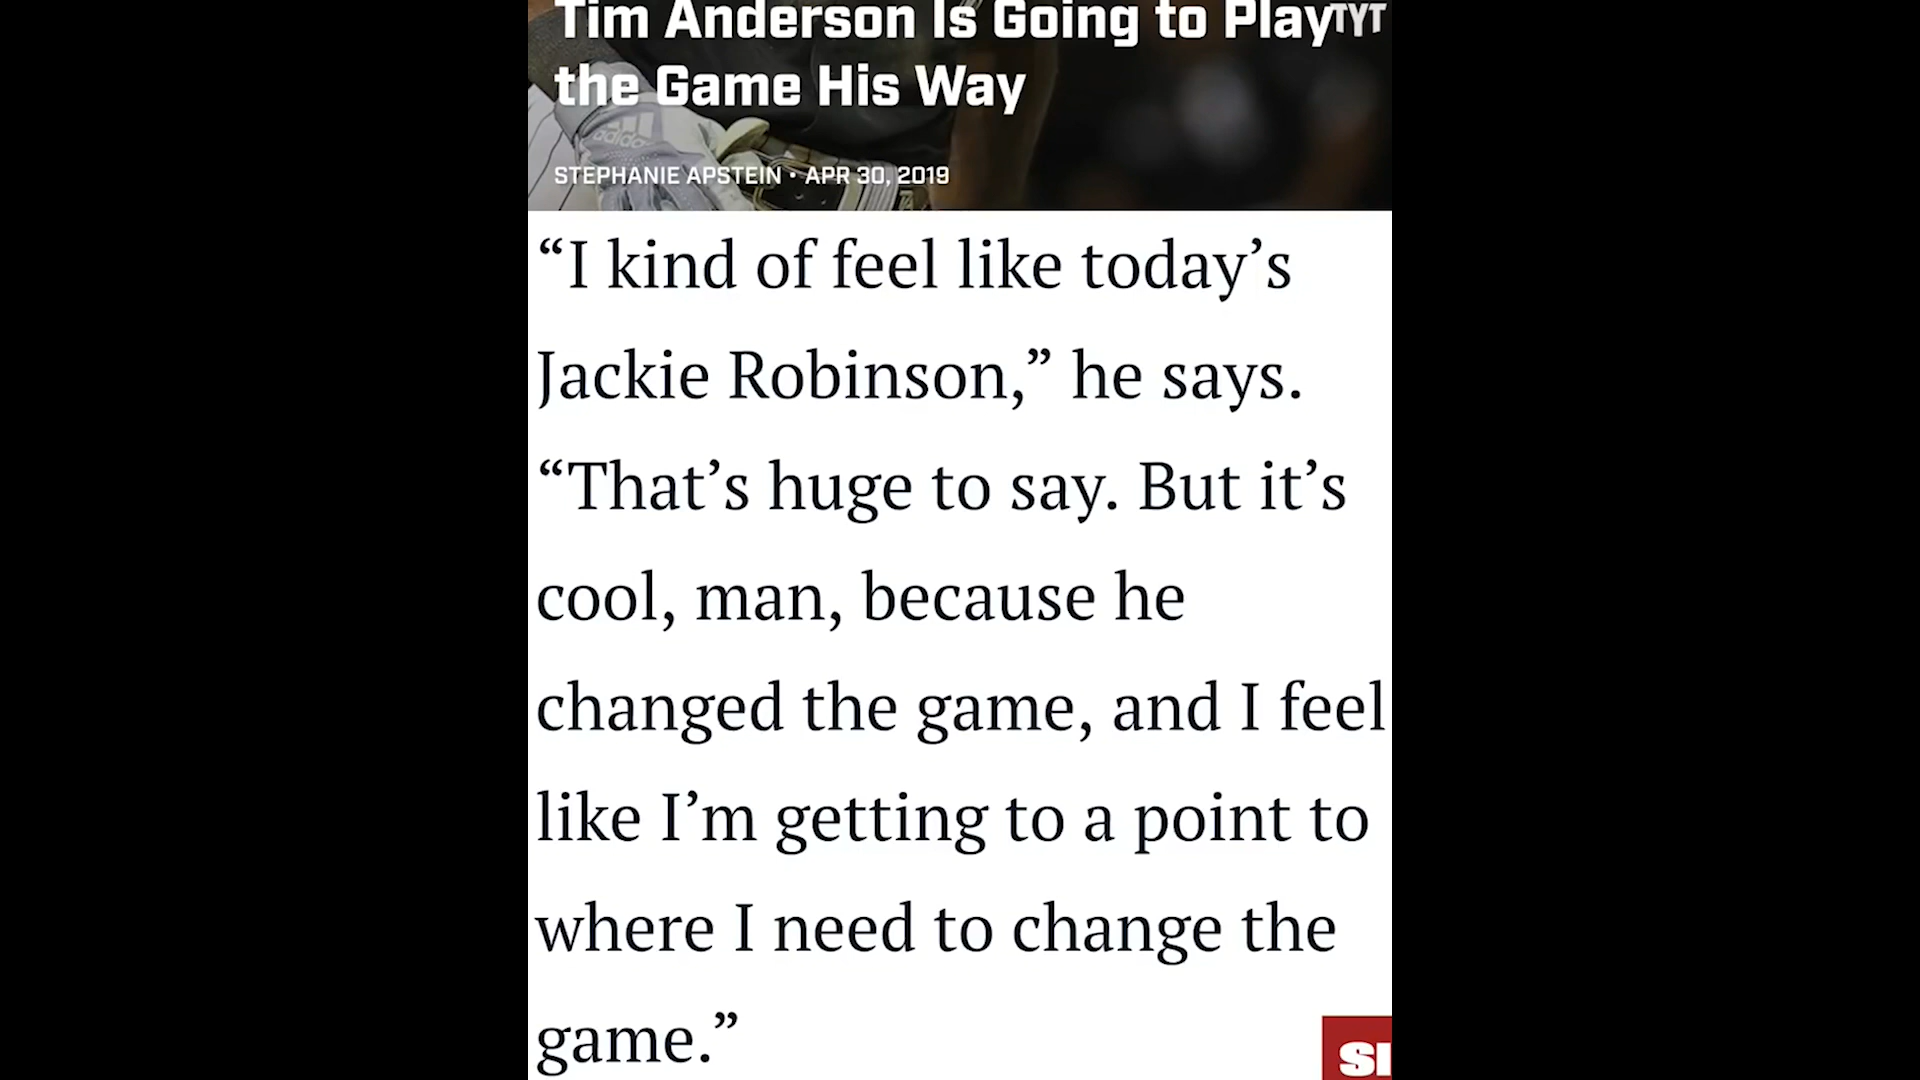 Tim Anderson Is Going to Play
TYT
the Game His Way
adidas
STEPHANIE APSTEIN • APR 30, 2019
“I kind of feel like today’s
Jackie Robinson,” he says.
“That’s huge to say. But it’s
cool, man, because he
changed the game, and I feel
like I’m getting to a point to
where I need to change the
game.”
SI